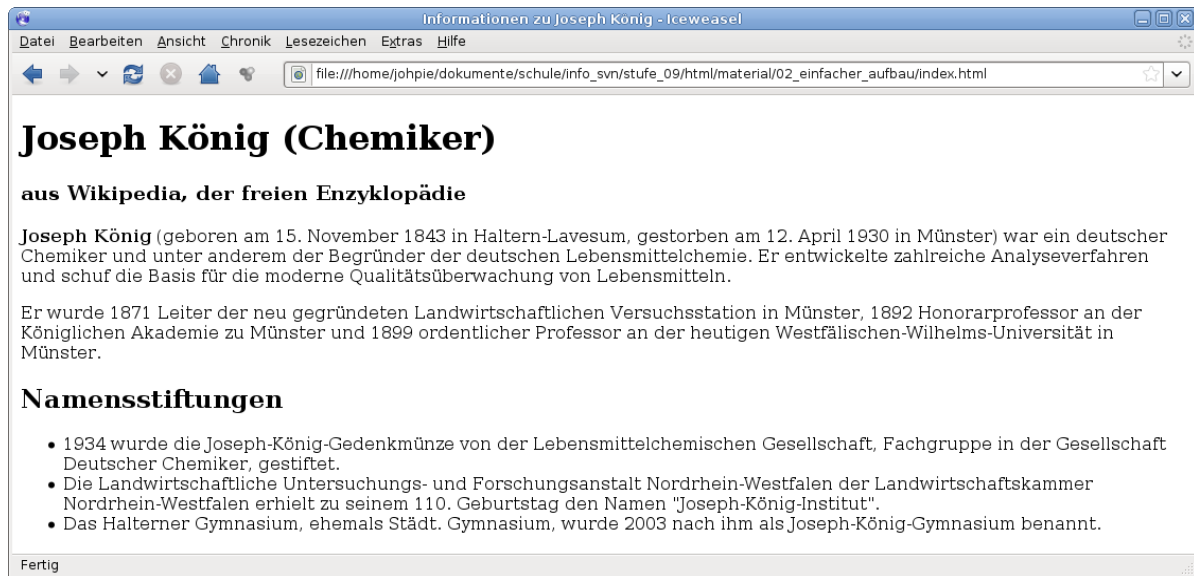 Informationen zu Joseph König - Iceweasel
Datei Bearbeiten Ansicht Chronik Lesezeichen Extras Hilfe
file:///home/johpie/dokumente/schule/info_svn/stufe_09/html/material/02_einfacher_aufbau/index.html
Joseph König (Chemiker)
aus Wikipedia, der freien Enzyklopädie
Joseph König (geboren am 15. November 1843 in Haltern-Lavesum, gestorben am 12. April 1930 in Münster) war ein deutscher
Chemiker und unter anderem der Begründer der deutschen Lebensmittelchemie. Er entwickelte zahlreiche Analyseverfahren
und schuf die Basis für die moderne Qualitätsüberwachung von Lebensmitteln.
Er wurde 1871 Leiter der neu gegründeten Landwirtschaftlichen Versuchsstation in Münster, 1892 Honorarprofessor an der
Königlichen Akademie zu Münster und 1899 ordentlicher Professor an der heutigen Westfälischen-Wilhelms-Universität in
Münster.
Namensstiftungen
• 1934 wurde die Joseph-König-Gedenkmünze von der Lebensmittelchemischen Gesellschaft, Fachgruppe in der Gesellschaft
Deutscher Chemiker, gestiftet.
• Die Landwirtschaftliche Untersuchungs- und Forschungsanstalt Nordrhein-Westfalen der Landwirtschaftskammer
Nordrhein-Westfalen erhielt zu seinem 110. Geburtstag den Namen "Joseph-König-Institut".
• Das Halterner Gymnasium, ehemals Städt. Gymnasium, wurde 2003 nach ihm als Joseph-König-Gymnasium benannt.
Fertig